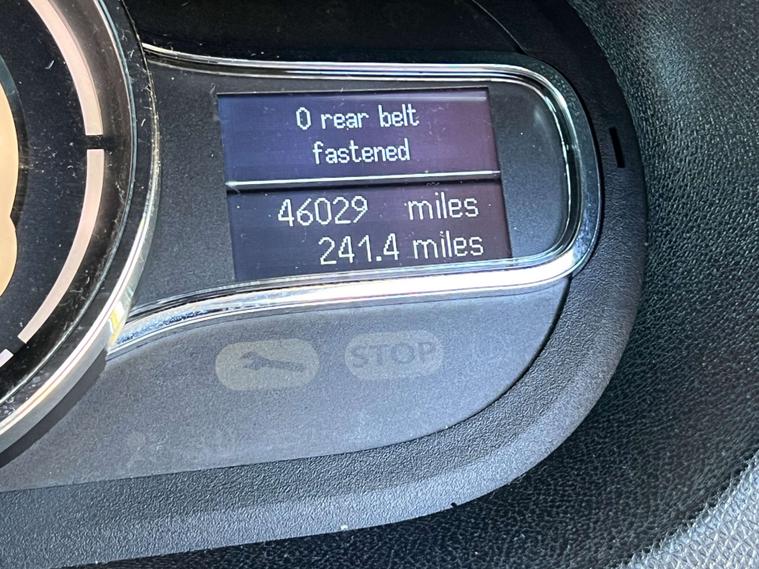 0 rear belt
fastened
46029 miles
241.4 miles
STOP